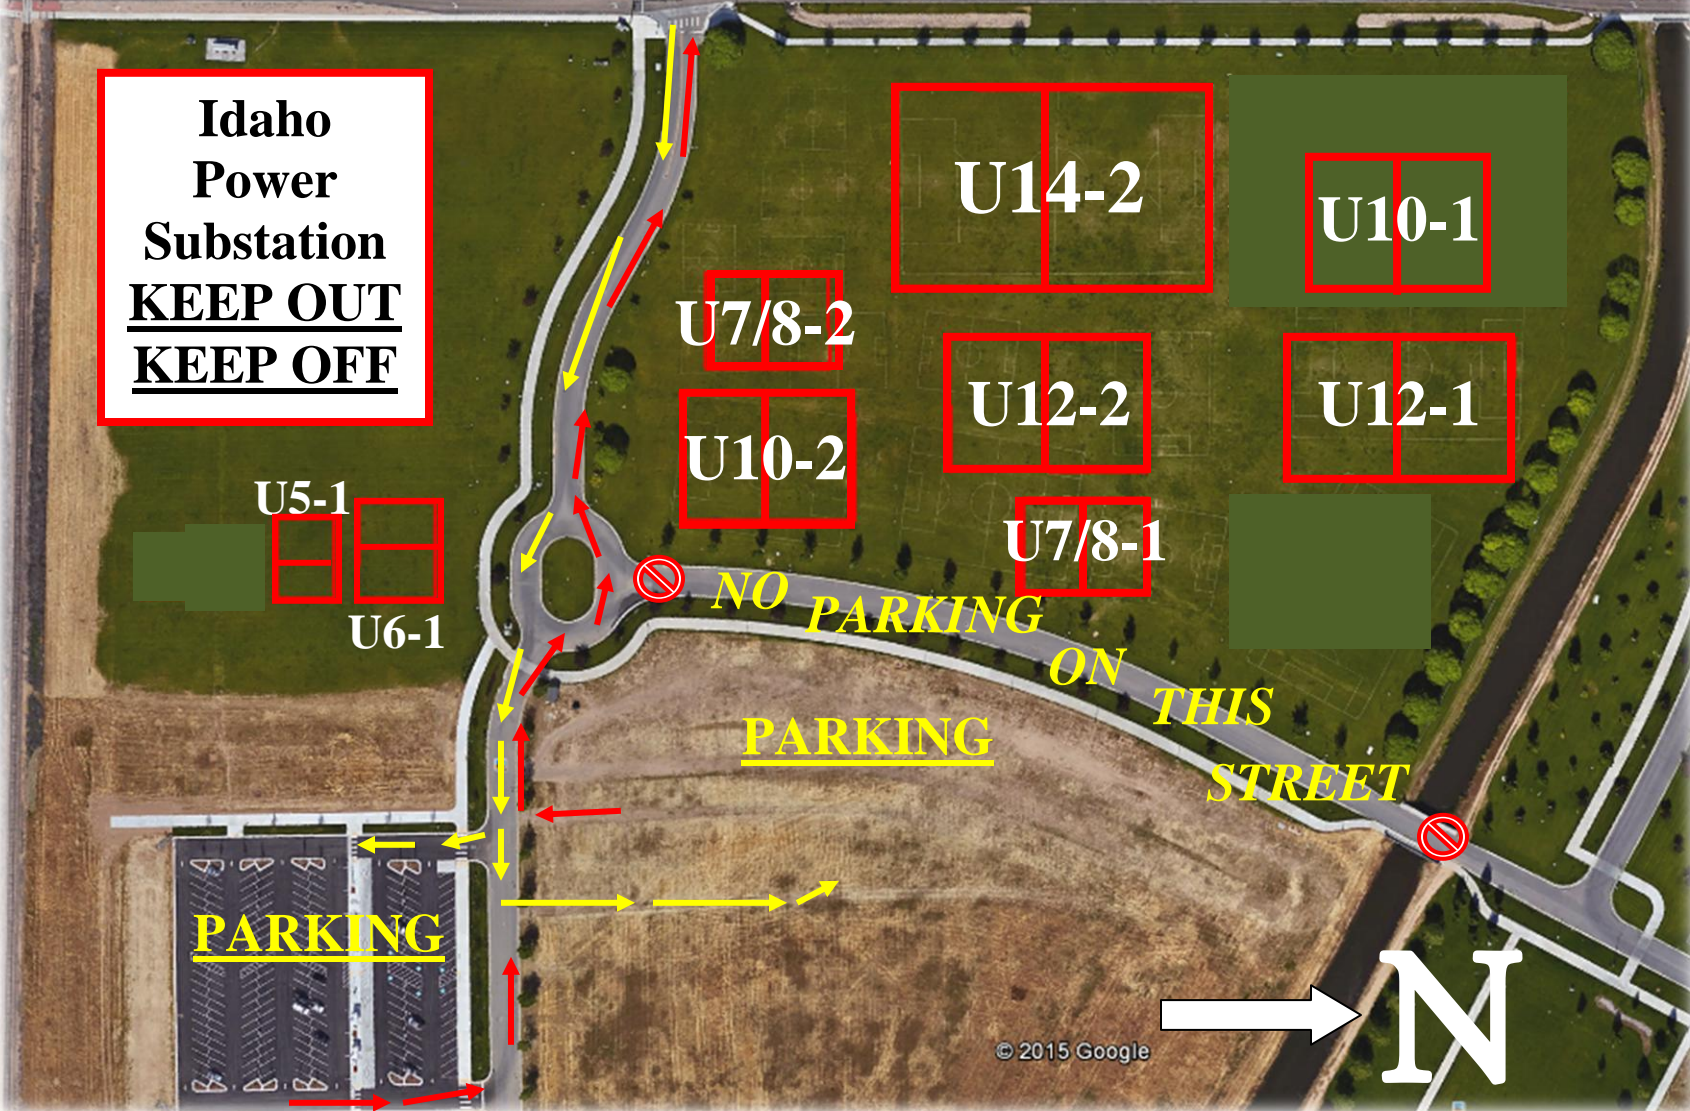 Idaho
Power
Substation
KEEP OUT
KEEP OFF
U14-2
U10-1
U7/8-2
U12-2
U12-1
U10-2
U5-1
U7/8-1
U6-1
NO PARKING ON THIS STREET
PARKING
PARKING
N
© 2015 Google